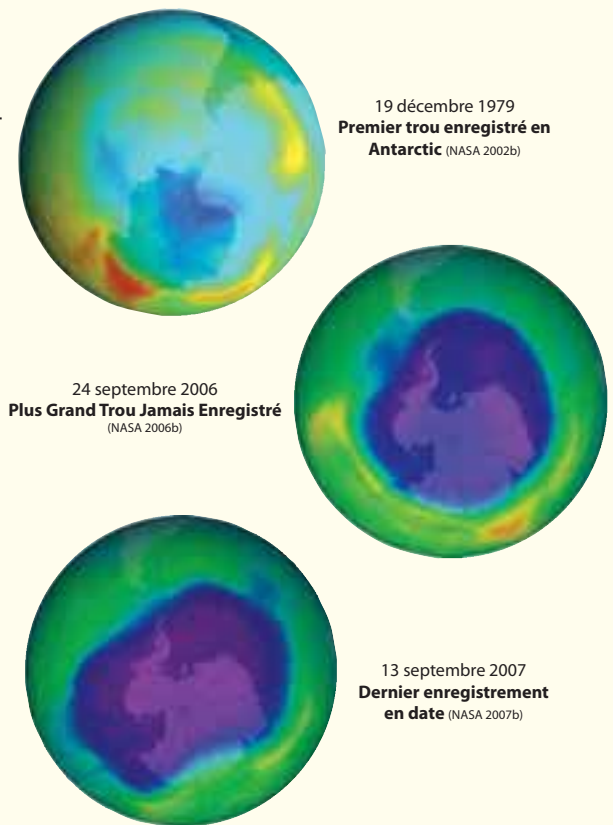 19 décembre 1979
Premier trou enregistré en
Antarctic (NASA 2002b)
24 septembre 2006
Plus Grand Trou Jamais Enregistré
(NASA 2006b)
13 septembre 2007
Dernier enregistrement
en date (NASA 2007b)